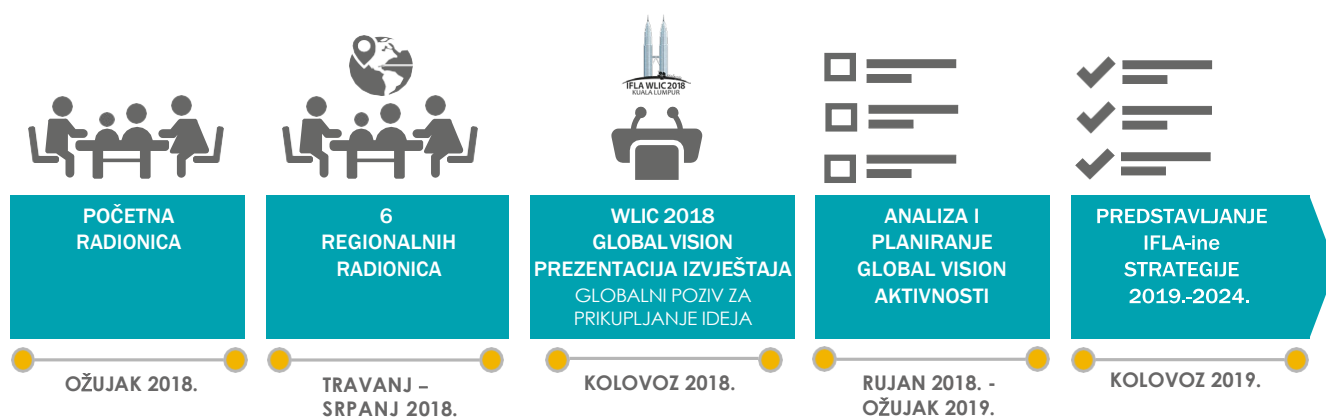 IFLA WLIC 2018
KUALA LUMPUR
POČETNA
RADIONICA
6
REGIONALNIH
RADIONICA
WLIC 2018
GLOBAL VISION
PREZENTACIJA IZVJEŠTAJA
GLOBALNI POZIV ZA
PRIKUPLJANJE IDEJA
ANALIZA I
PLANIRANJE
GLOBAL VISION
AKTIVNOSTI
PREDSTAVLJANJE
IFLA-ine
STRATEGIJE
2019.-2024.
OŽUJAK 2018.
TRAVANJ –
SRPANJ 2018.
KOLOVOZ 2018.
RUJAN 2018. -
OŽUJAK 2019.
KOLOVOZ 2019.